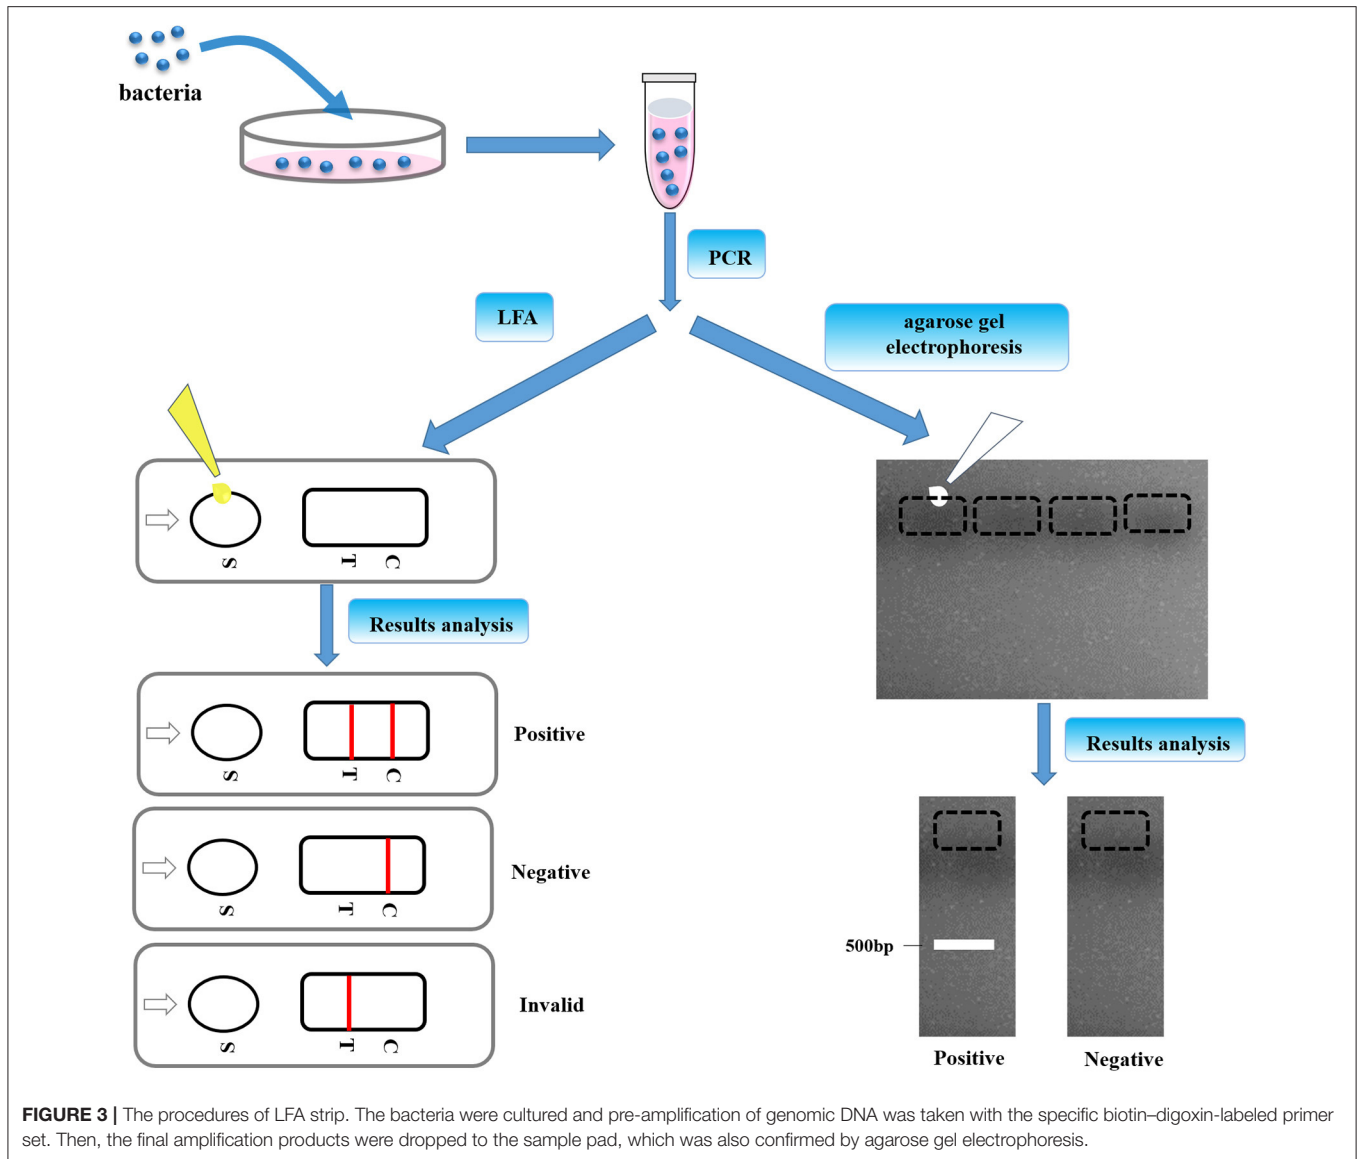 bacteria
PCR
LFA
agarose gel
electrophoresis
S
T
C
Results analysis
S
T
C
Positive
S
T
C
Negative
S
T
C
Invalid
Results analysis
500bp
Positive
Negative
FIGURE 3 | The procedures of LFA strip. The bacteria were cultured and pre-amplification of genomic DNA was taken with the specific biotin–digoxin-labeled primer
set. Then, the final amplification products were dropped to the sample pad, which was also confirmed by agarose gel electrophoresis.